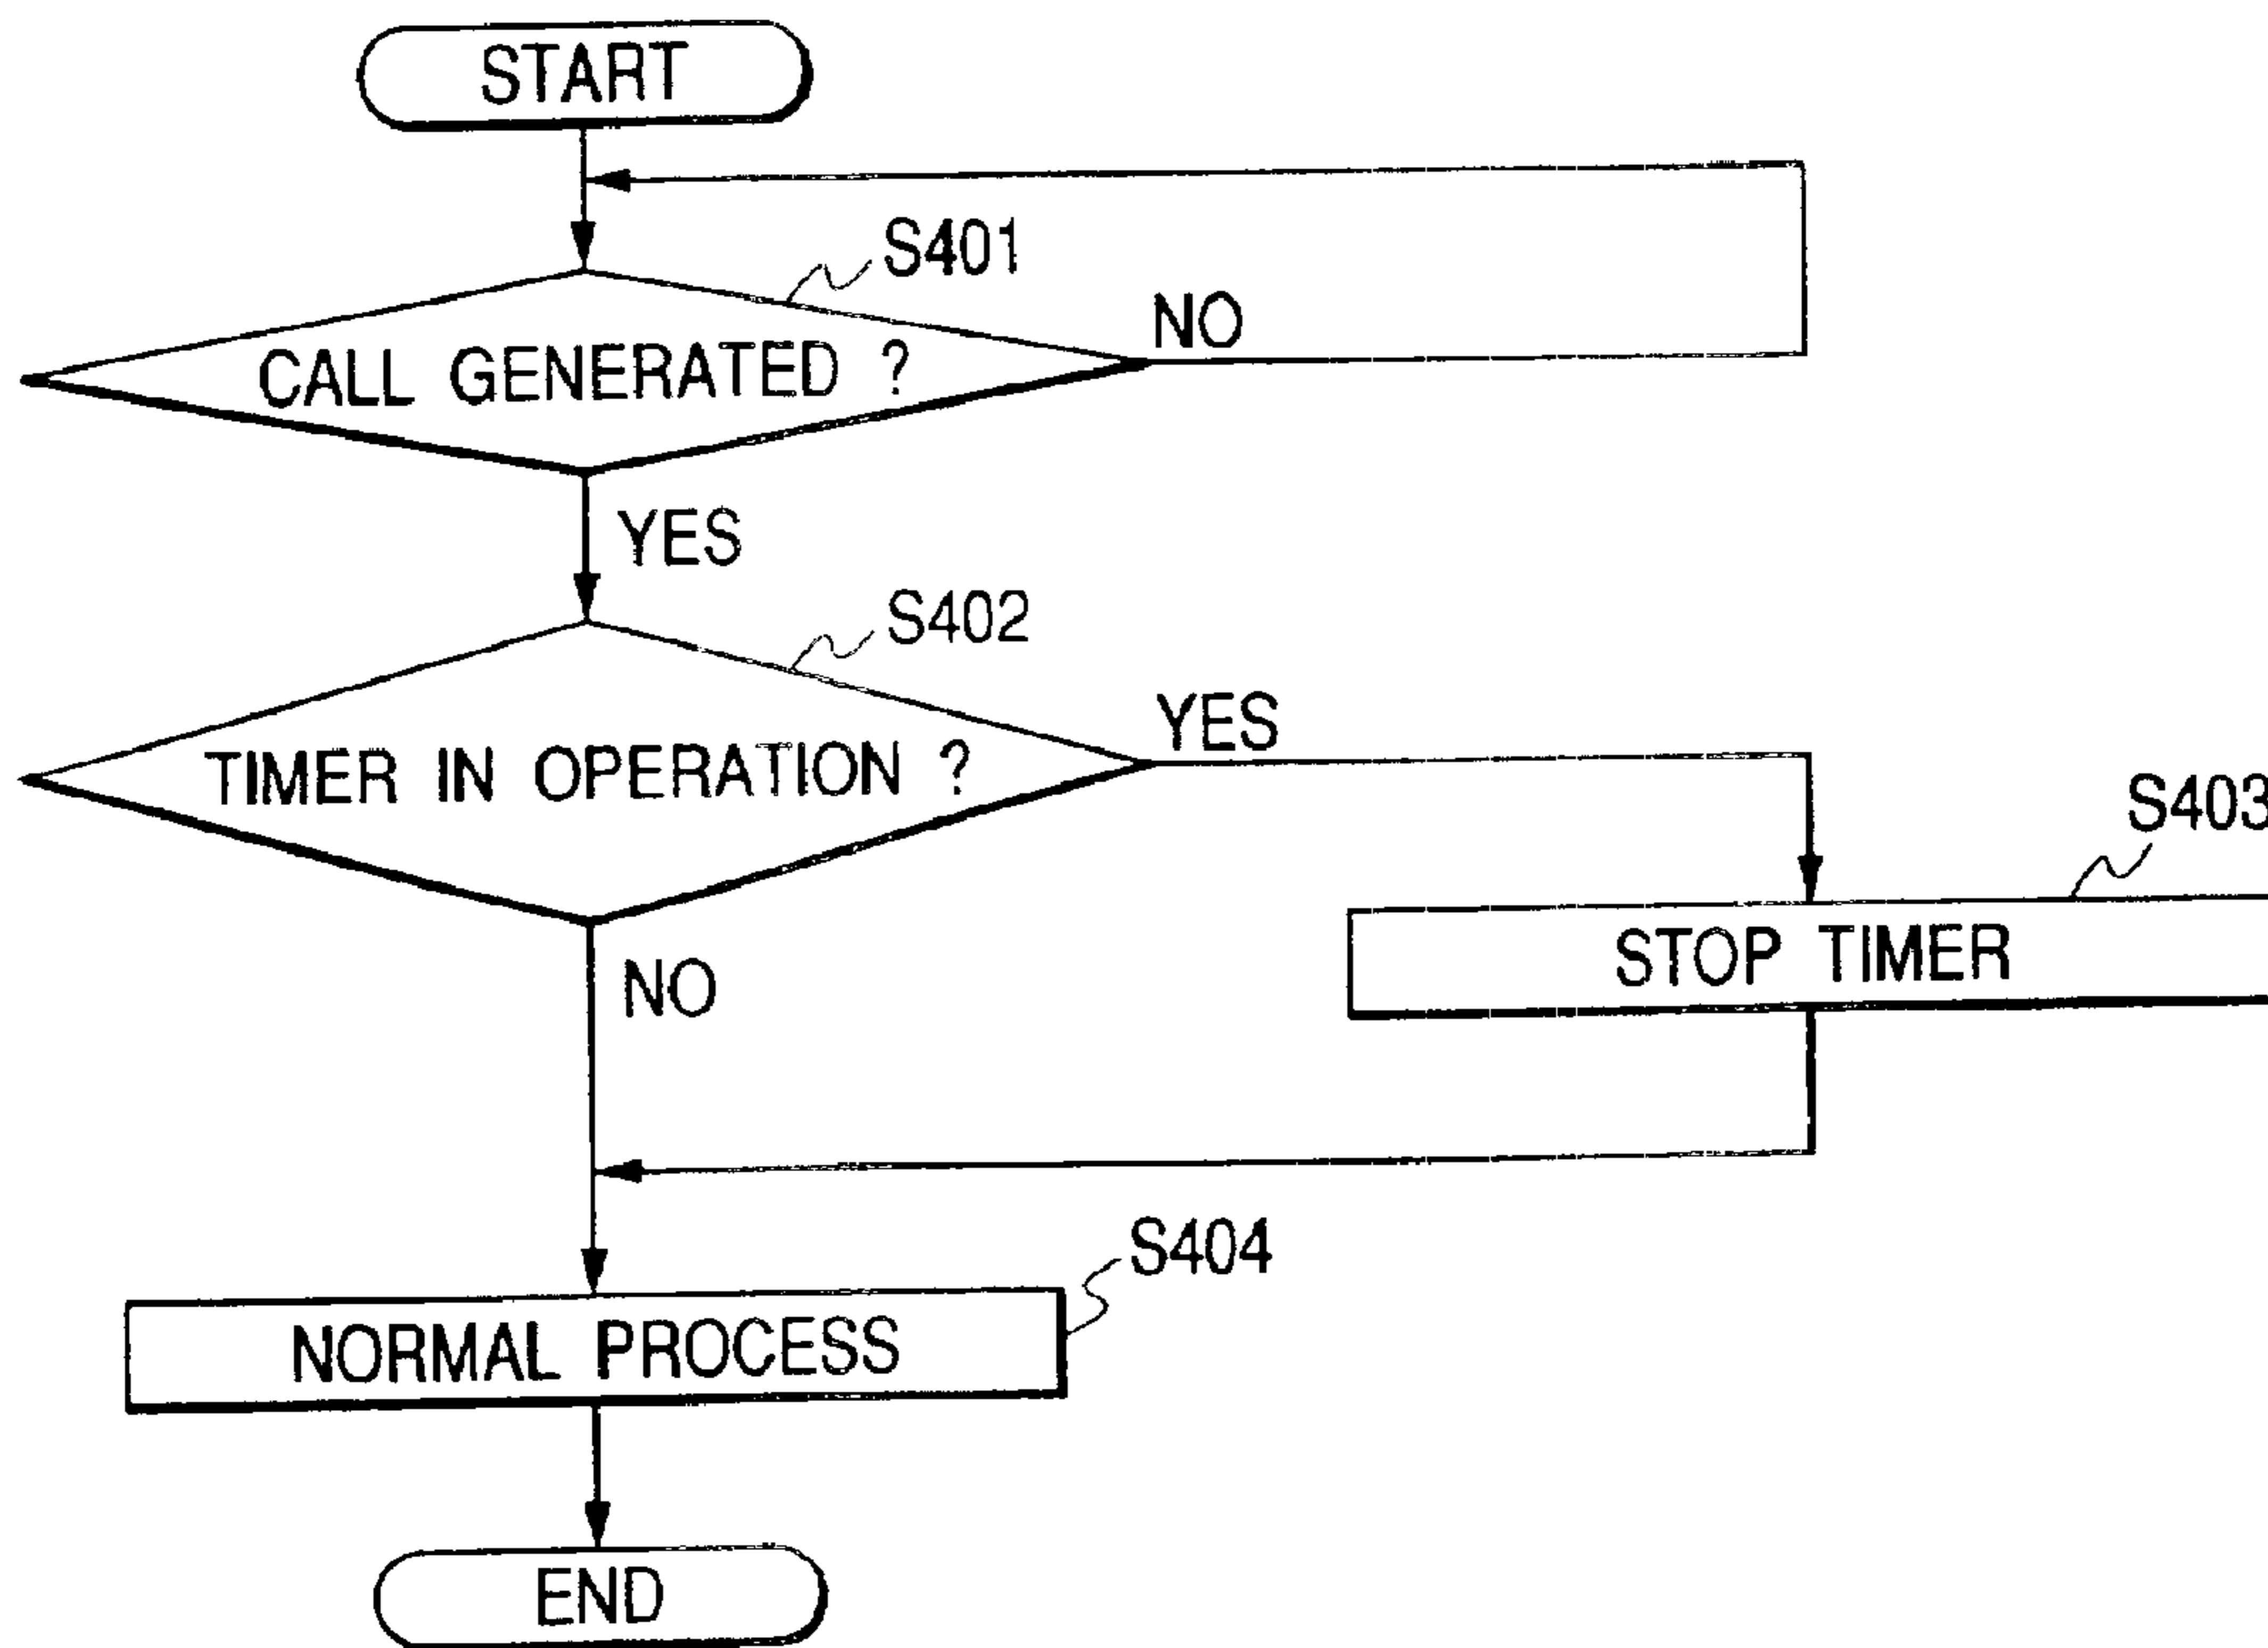 START
S401
CALL GENERATED ?
NO
YES
S402
TIMER IN OPERATION ?
YES
S403
STOP TIMER
NO
S404
NORMAL PROCESS
END